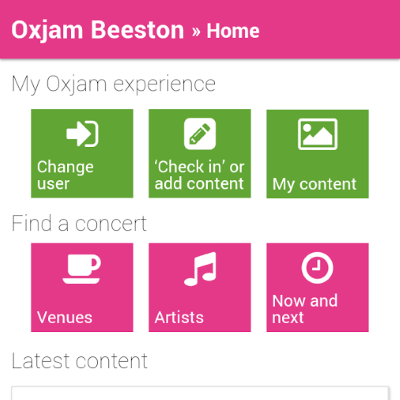 Oxjam Beeston » Home
My Oxjam experience
Change
user
‘Check in’ or
add content
My content
Find a concert
Venues
Artists
Now and
next
Latest content